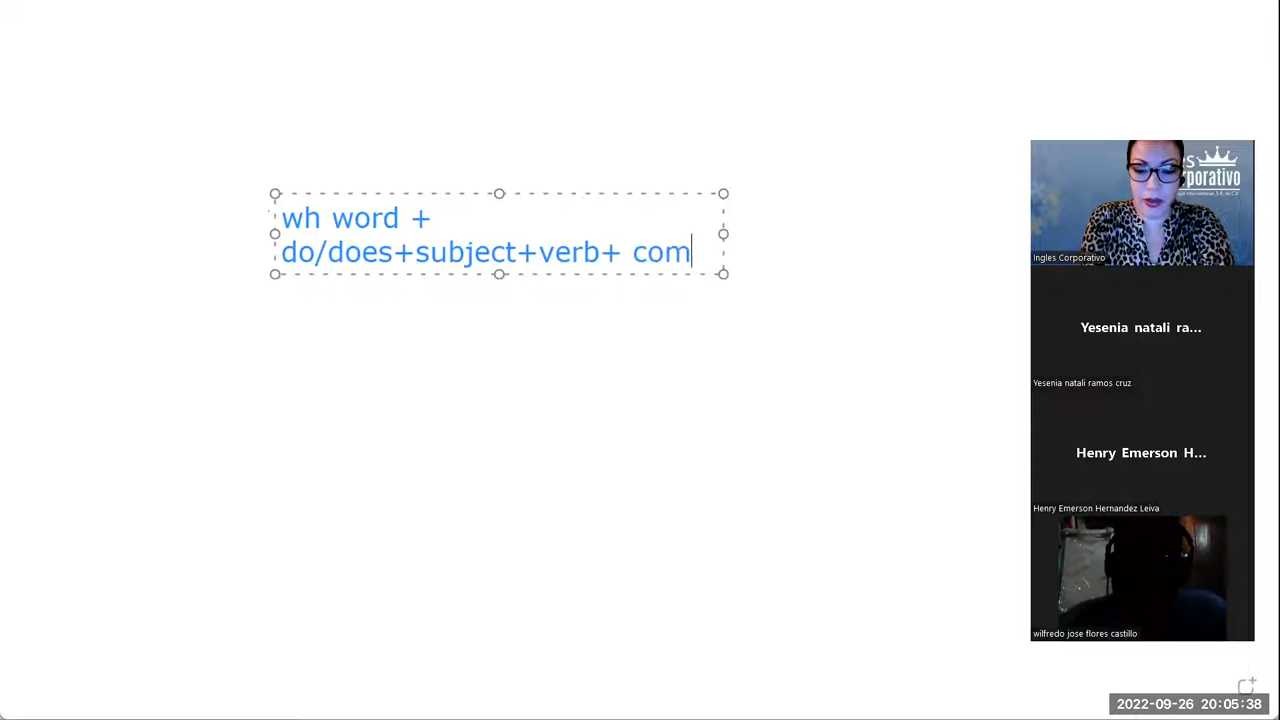 wh word +
do/does+subject+verb+ com
Ingles Corporativo
Yesenia natali ra...
Yesenia natali ramos cruz
Henry Emerson H...
Henry Emerson Hernandez Leiva
wilfredo jose flores castillo
2022-09-26 20:05:38